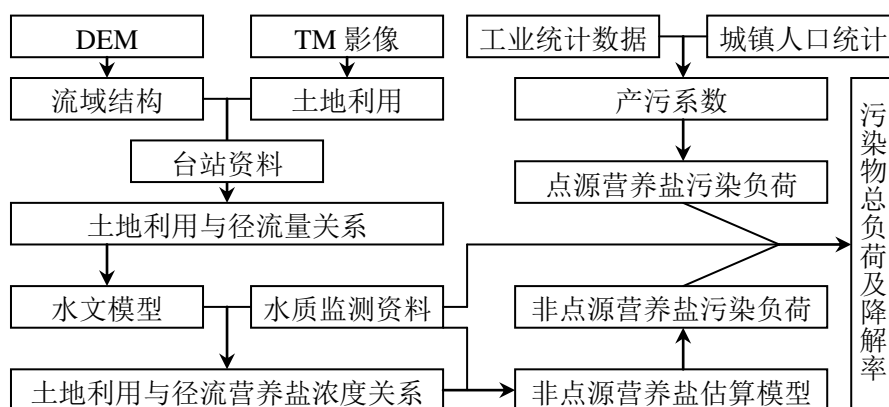 DEM
TM 影像
工业统计数据
城镇人口统计
流域结构
土地利用
产污系数
台站资料
点源营养盐污染负荷
土地利用与径流量关系
水文模型
水质监测资料
非点源营养盐污染负荷
土地利用与径流营养盐浓度关系
非点源营养盐估算模型
污染物总负荷及降解率